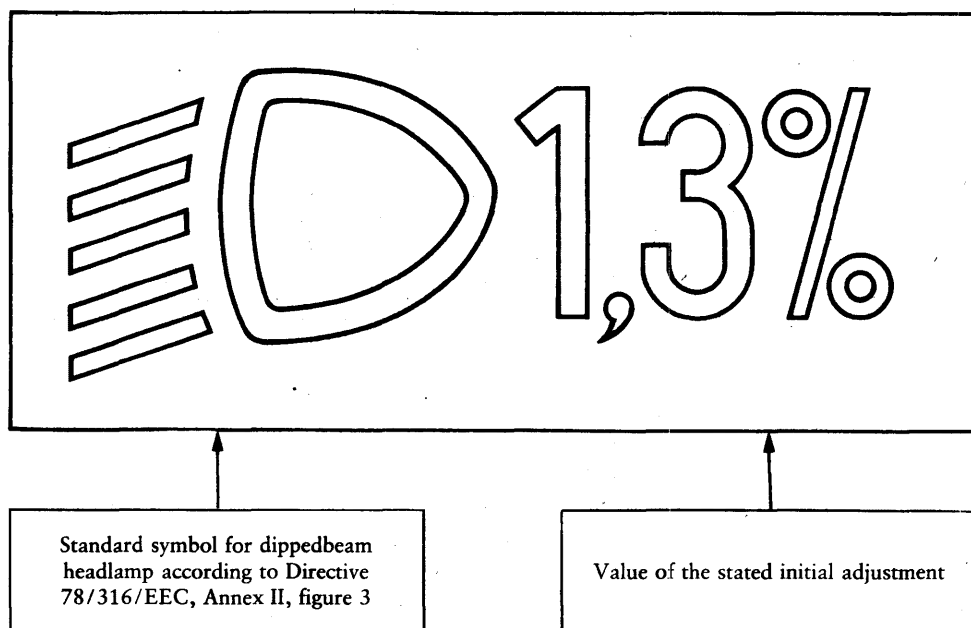 1,3%
Standard symbol for dippedbeam
headlamp according to Directive
78/316/EEC, Annex II, figure 3
Value of the stated initial adjustment